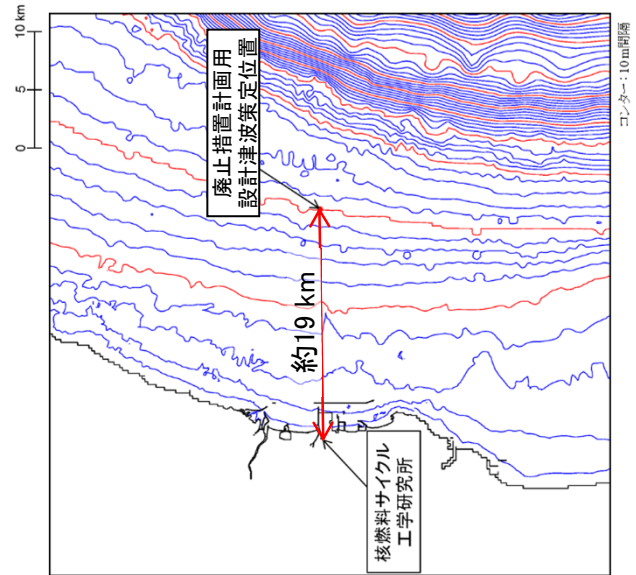 10 km
5
0
廃止措置計画用
設計津波策定位置
約19 km
核燃料サイクル
工学研究所
コンター:10m間隔